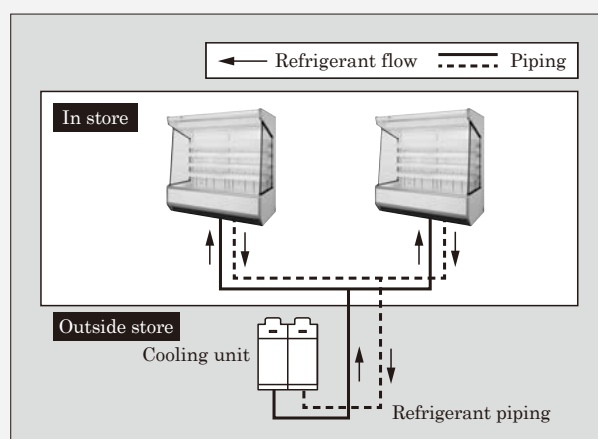 Refrigerant flow
Piping
In store
Outside store
Cooling unit
Refrigerant piping